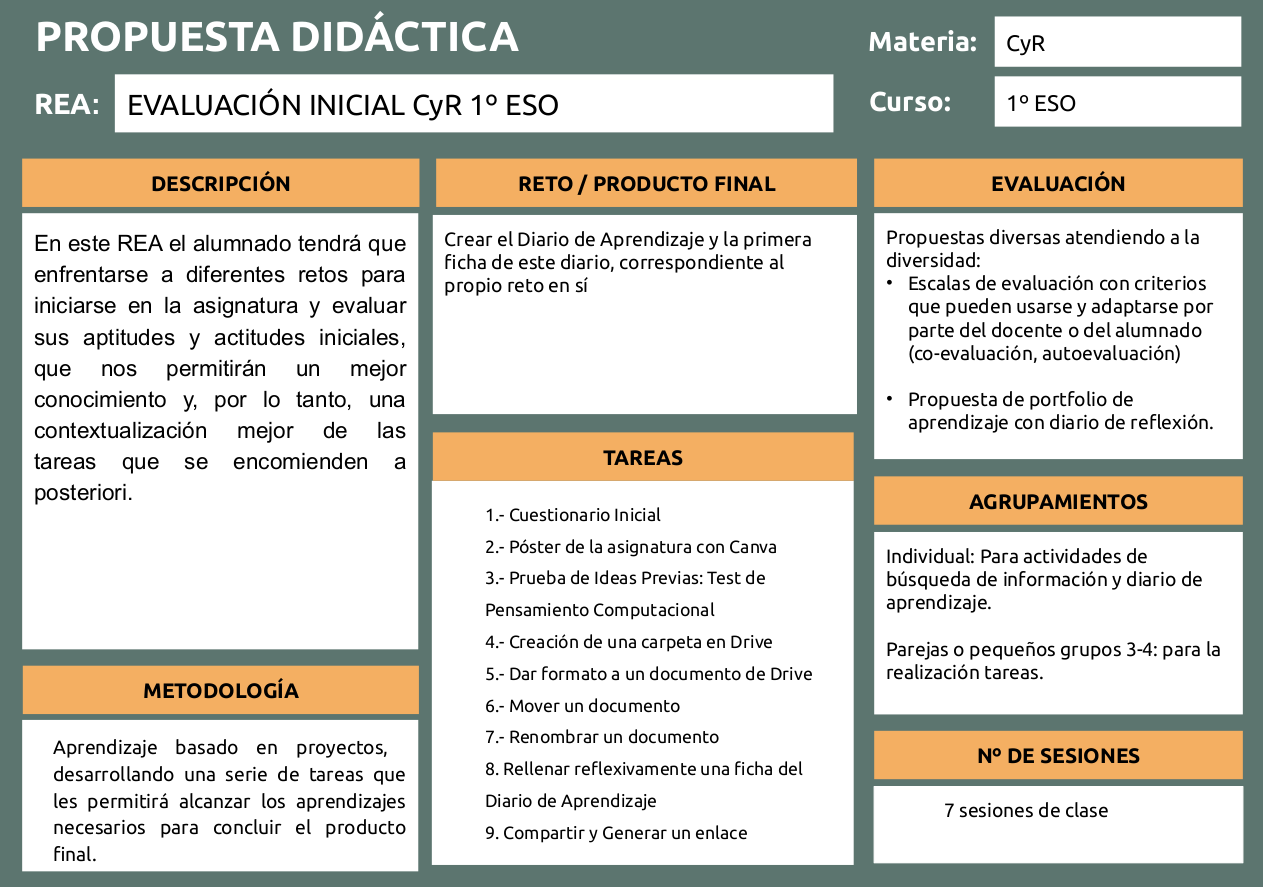 PROPUESTA DIDÁCTICA
REA:
EVALUACIÓN INICIAL CyR 1º ESO
Materia:
CyR
Curso:
1º ESO
DESCRIPCIÓN
En este REA el alumnado tendrá que
enfrentarse a diferentes retos para
iniciarse en la asignatura y evaluar
sus aptitudes y actitudes iniciales,
que nos permitirán un mejor
conocimiento y, por lo tanto, una
contextualización mejor de las
tareas que se encomienden a
posteriori.
METODOLOGÍA
Aprendizaje basado en proyectos,
desarrollando una serie de tareas que
les permitirá alcanzar los aprendizajes
necesarios para concluir el producto
final.
RETO / PRODUCTO FINAL
Crear el Diario de Aprendizaje y la primera
ficha de este diario, correspondiente al
propio reto en sí
TAREAS
1.- Cuestionario Inicial
2.- Póster de la asignatura con Canva
3.- Prueba de Ideas Previas: Test de
Pensamiento Computacional
4.- Creación de una carpeta en Drive
5.- Dar formato a un documento de Drive
6.- Mover un documento
7.- Renombrar un documento
8. Rellenar reflexivamente una ficha del
Diario de Aprendizaje
9. Compartir y Generar un enlace
EVALUACIÓN
Propuestas diversas atendiendo a la
diversidad:
• Escalas de evaluación con criterios
que pueden usarse y adaptarse por
parte del docente o del alumnado
(co-evaluación, autoevaluación)
• Propuesta de portfolio de
aprendizaje con diario de reflexión.
AGRUPAMIENTOS
Individual: Para actividades de
búsqueda de información y diario de
aprendizaje.
Parejas o pequeños grupos 3-4: para la
realización tareas.
Nº DE SESIONES
7 sesiones de clase